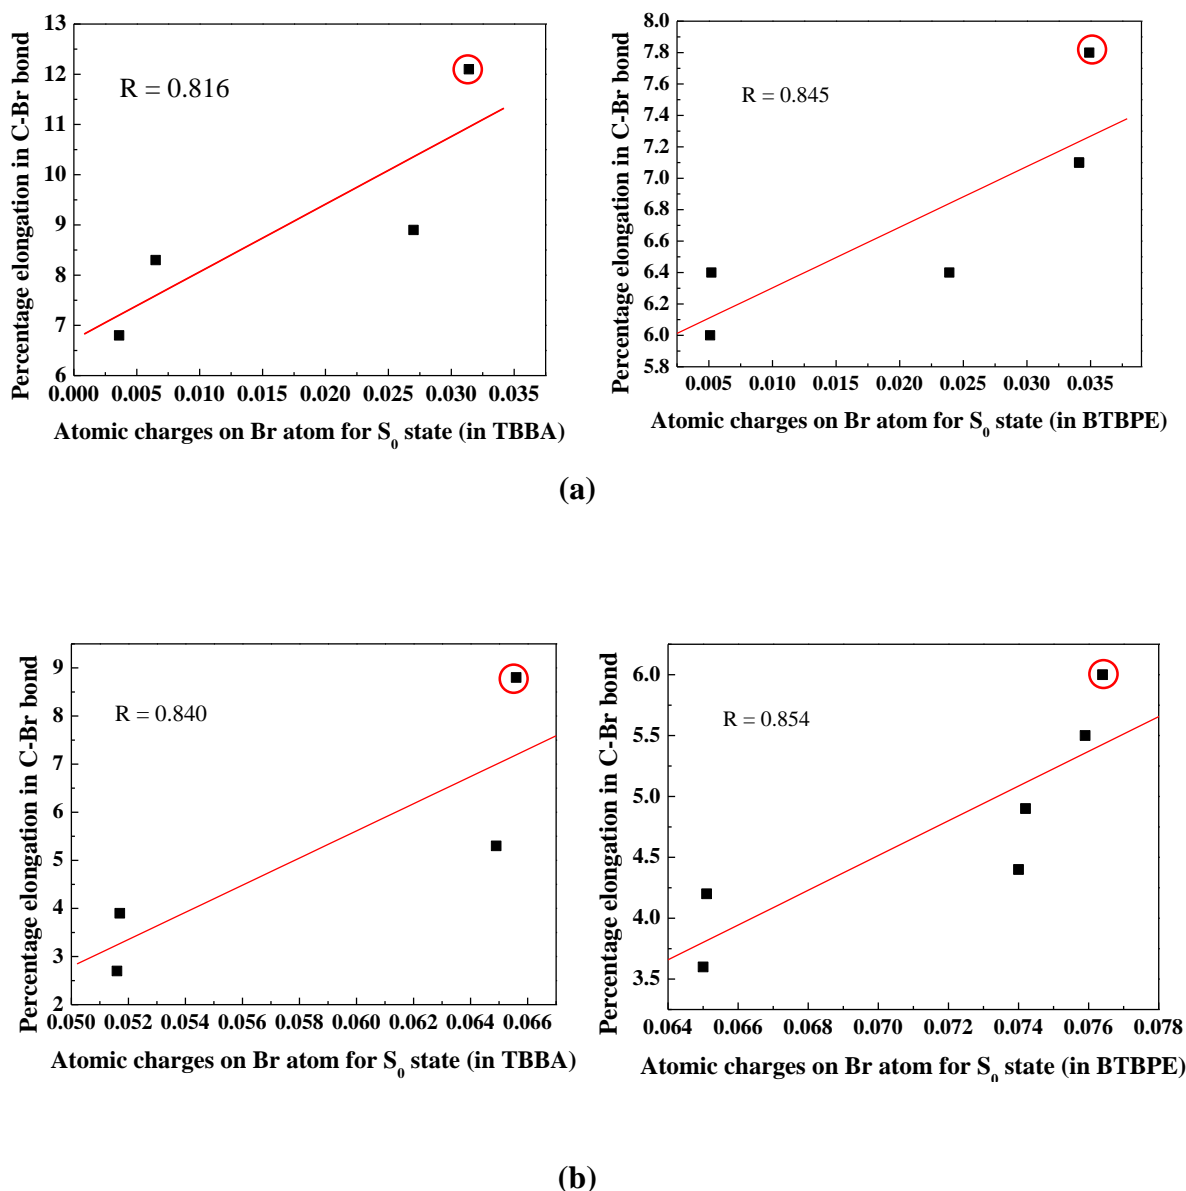 Percentage elongation in C-Br bond
13
12
11
10
9
8
7
6
R = 0.816
0.000 0.005 0.010 0.015 0.020 0.025 0.030 0.035
Atomic charges on Br atom for S0 state (in TBBA)
Percentage elongation in C-Br bond
8.0
7.8
7.6
7.4
7.2
7.0
6.8
6.6
6.4
6.2
6.0
5.8
R = 0.845
0.005 0.010 0.015 0.020 0.025 0.030 0.035
Atomic charges on Br atom for S0 state (in BTBPE)
(a)
Percentage elongation in C-Br bond
9
8
7
6
5
4
3
2
R = 0.840
0.050 0.052 0.054 0.056 0.058 0.060 0.062 0.064 0.066
Atomic charges on Br atom for S0 state (in TBBA)
Percentage elongation in C-Br bond
6.0
5.5
5.0
4.5
4.0
3.5
R = 0.854
0.064 0.066 0.068 0.070 0.072 0.074 0.076 0.078
Atomic charges on Br atom for S0 state (in BTBPE)
(b)